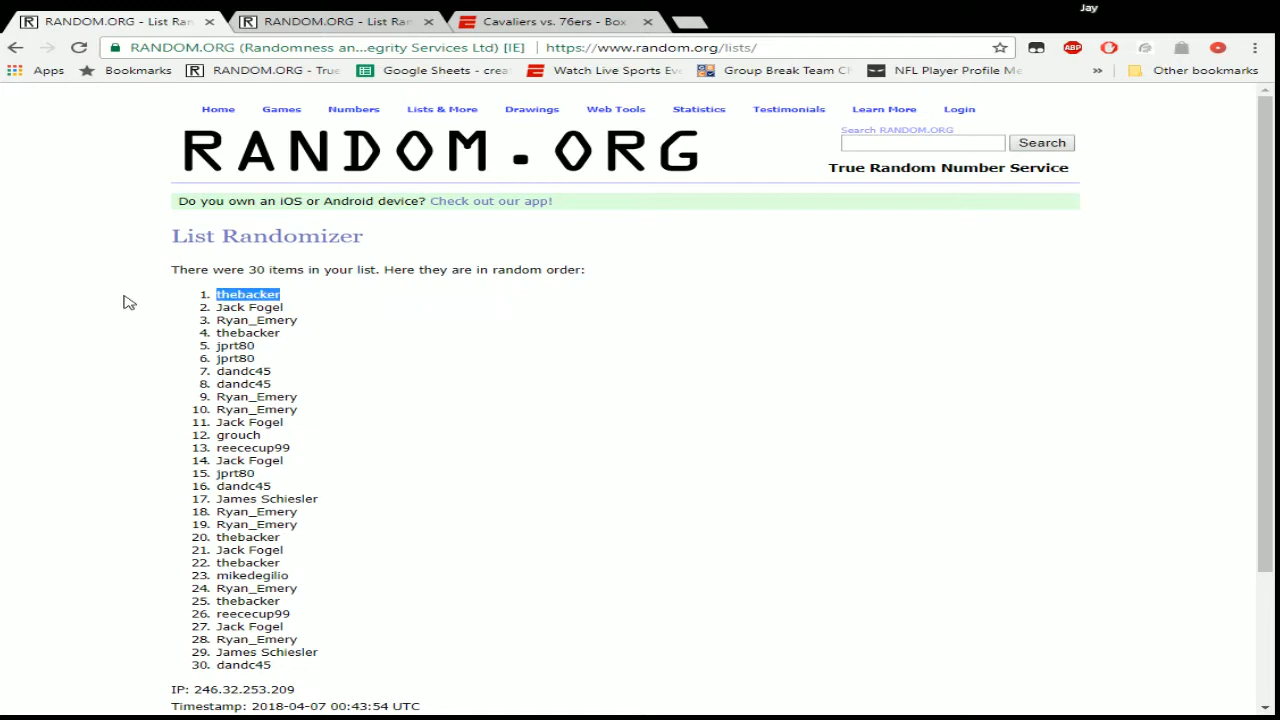 Jay
RANDOM.ORG - List Ran
RANDOM.ORG - List Ran
Cavaliers vs. 76ers - Box
RANDOM.ORG (Randomness an...egrity Services Ltd) [IE]
https://www.random.org/lists/
ABP
Apps
Bookmarks
R RANDOM.ORG - True
Google Sheets - crea
Watch Live Sports Eve
Group Break Team Ch
NFL Player Profile Me
»
Other bookmarks
Home Games Numbers Lists & More Drawings Web Tools Statistics Testimonials Learn More Login
RANDOM.ORG
Search RANDOM.ORG
Search
True Random Number Service
Do you own an iOS or Android device? Check out our app!
List Randomizer
There were 30 items in your list. Here they are in random order:
1. thebacker
2. Jack Fogel
3. Ryan_Emery
4. thebacker
5. jprt80
6. jprt80
7. dandc45
8. dandc45
9. Ryan_Emery
10. Ryan_Emery
11. Jack Fogel
12. grouch
13. reececup99
14. Jack Fogel
15. jprt80
16. dandc45
17. James Schiesler
18. Ryan_Emery
19. Ryan_Emery
20. thebacker
21. Jack Fogel
22. thebacker
23. mikedegilio
24. Ryan_Emery
25. thebacker
26. reececup99
27. Jack Fogel
28. Ryan_Emery
29. James Schiesler
30. dandc45
IP: 246.32.253.209
Timestamp: 2018-04-07 00:43:54 UTC